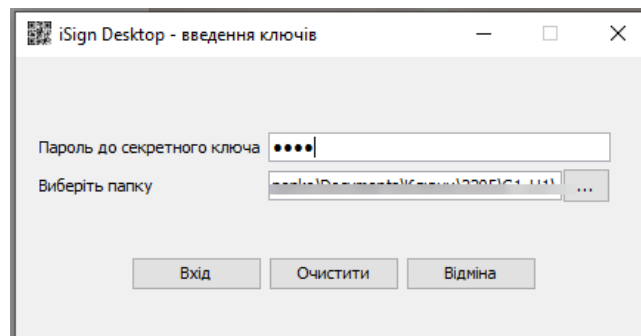 iSign Desktop - введення ключів
Пароль до секретного ключа ●●●●
Виберіть папку ...
Вхід Очистити Відміна